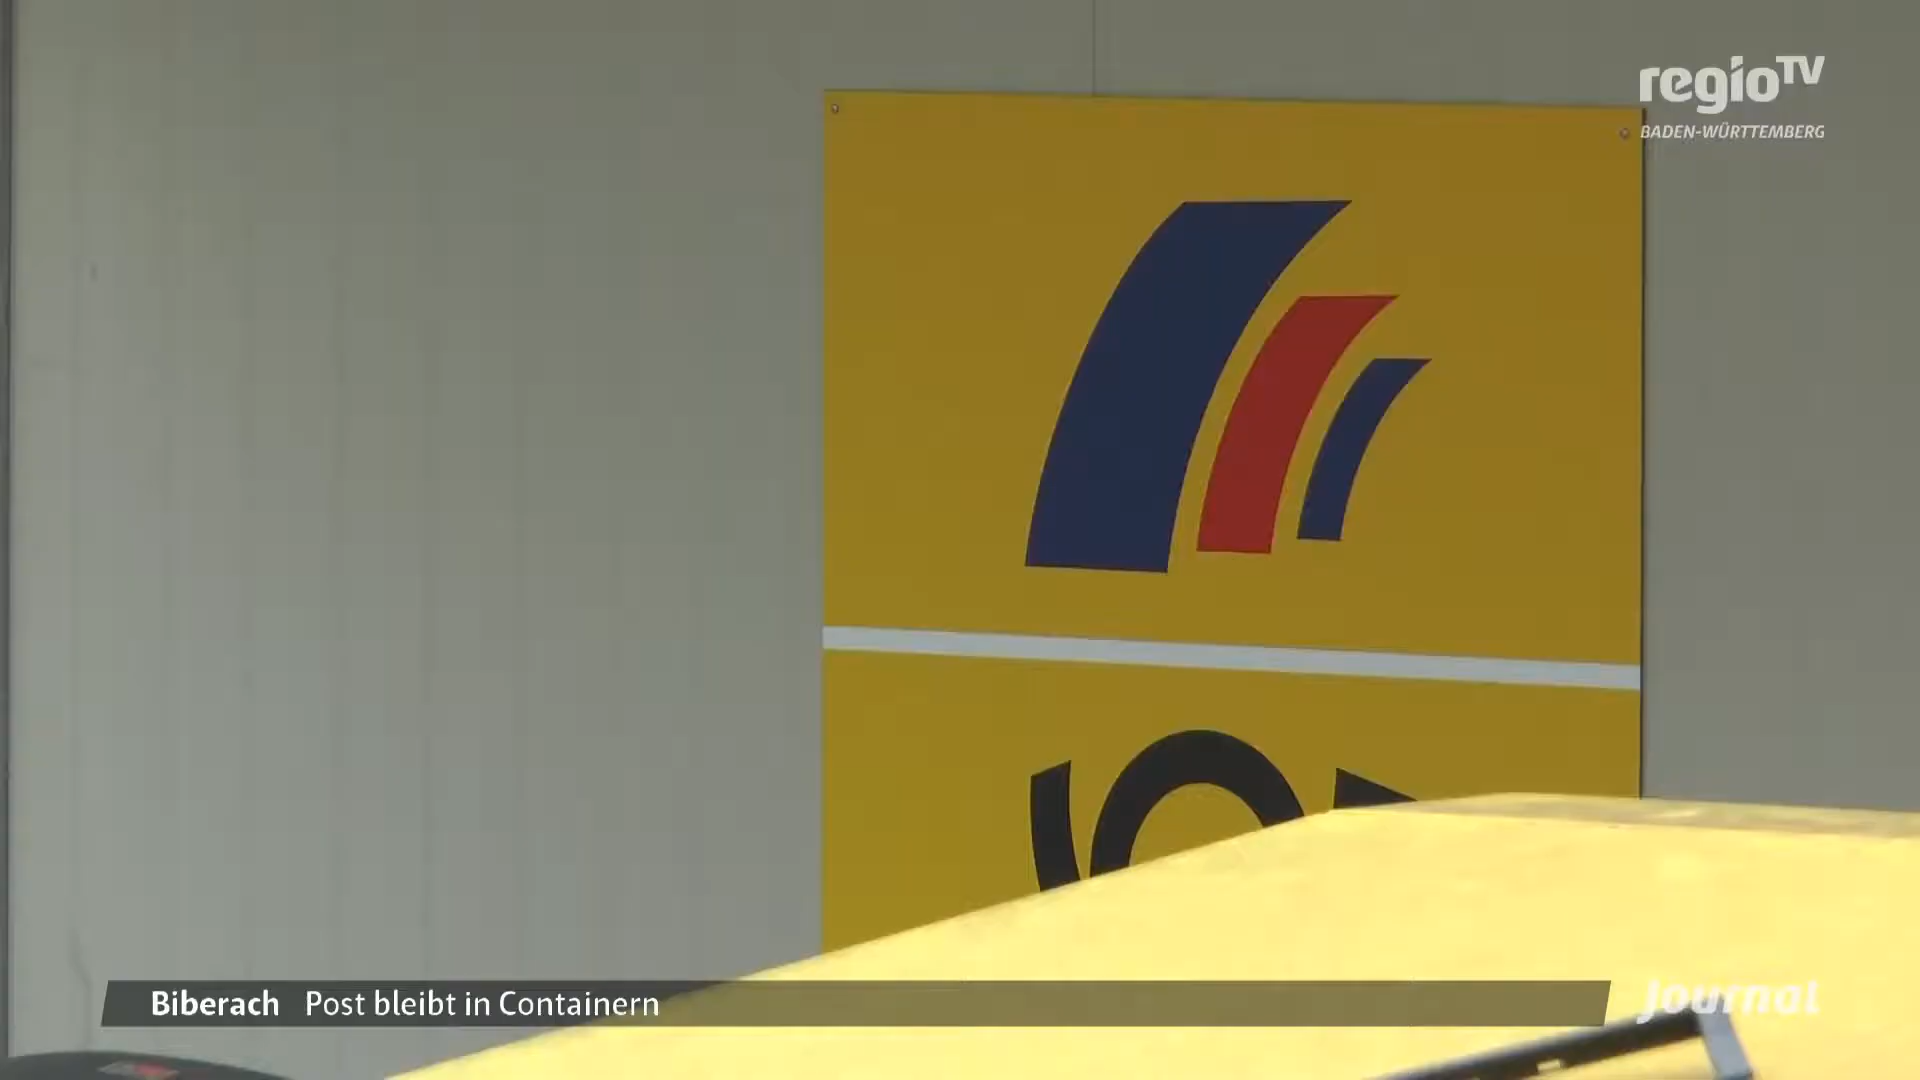 regioTV
BADEN-WÜRTTEMBERG
Biberach Post bleibt in Containern
Journal